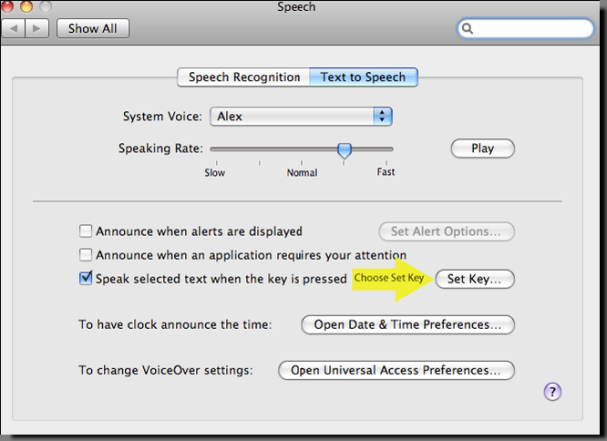 Speech
Show All
Speech Recognition Text to Speech
System Voice: Alex
Speaking Rate: Play
Slow Normal Fast
Announce when alerts are displayed Set Alert Options...
Announce when an application requires your attention
Speak selected text when the key is pressed Choose Set Key Set Key...
To have clock announce the time: Open Date & Time Preferences...
To change VoiceOver settings: Open Universal Access Preferences...
?